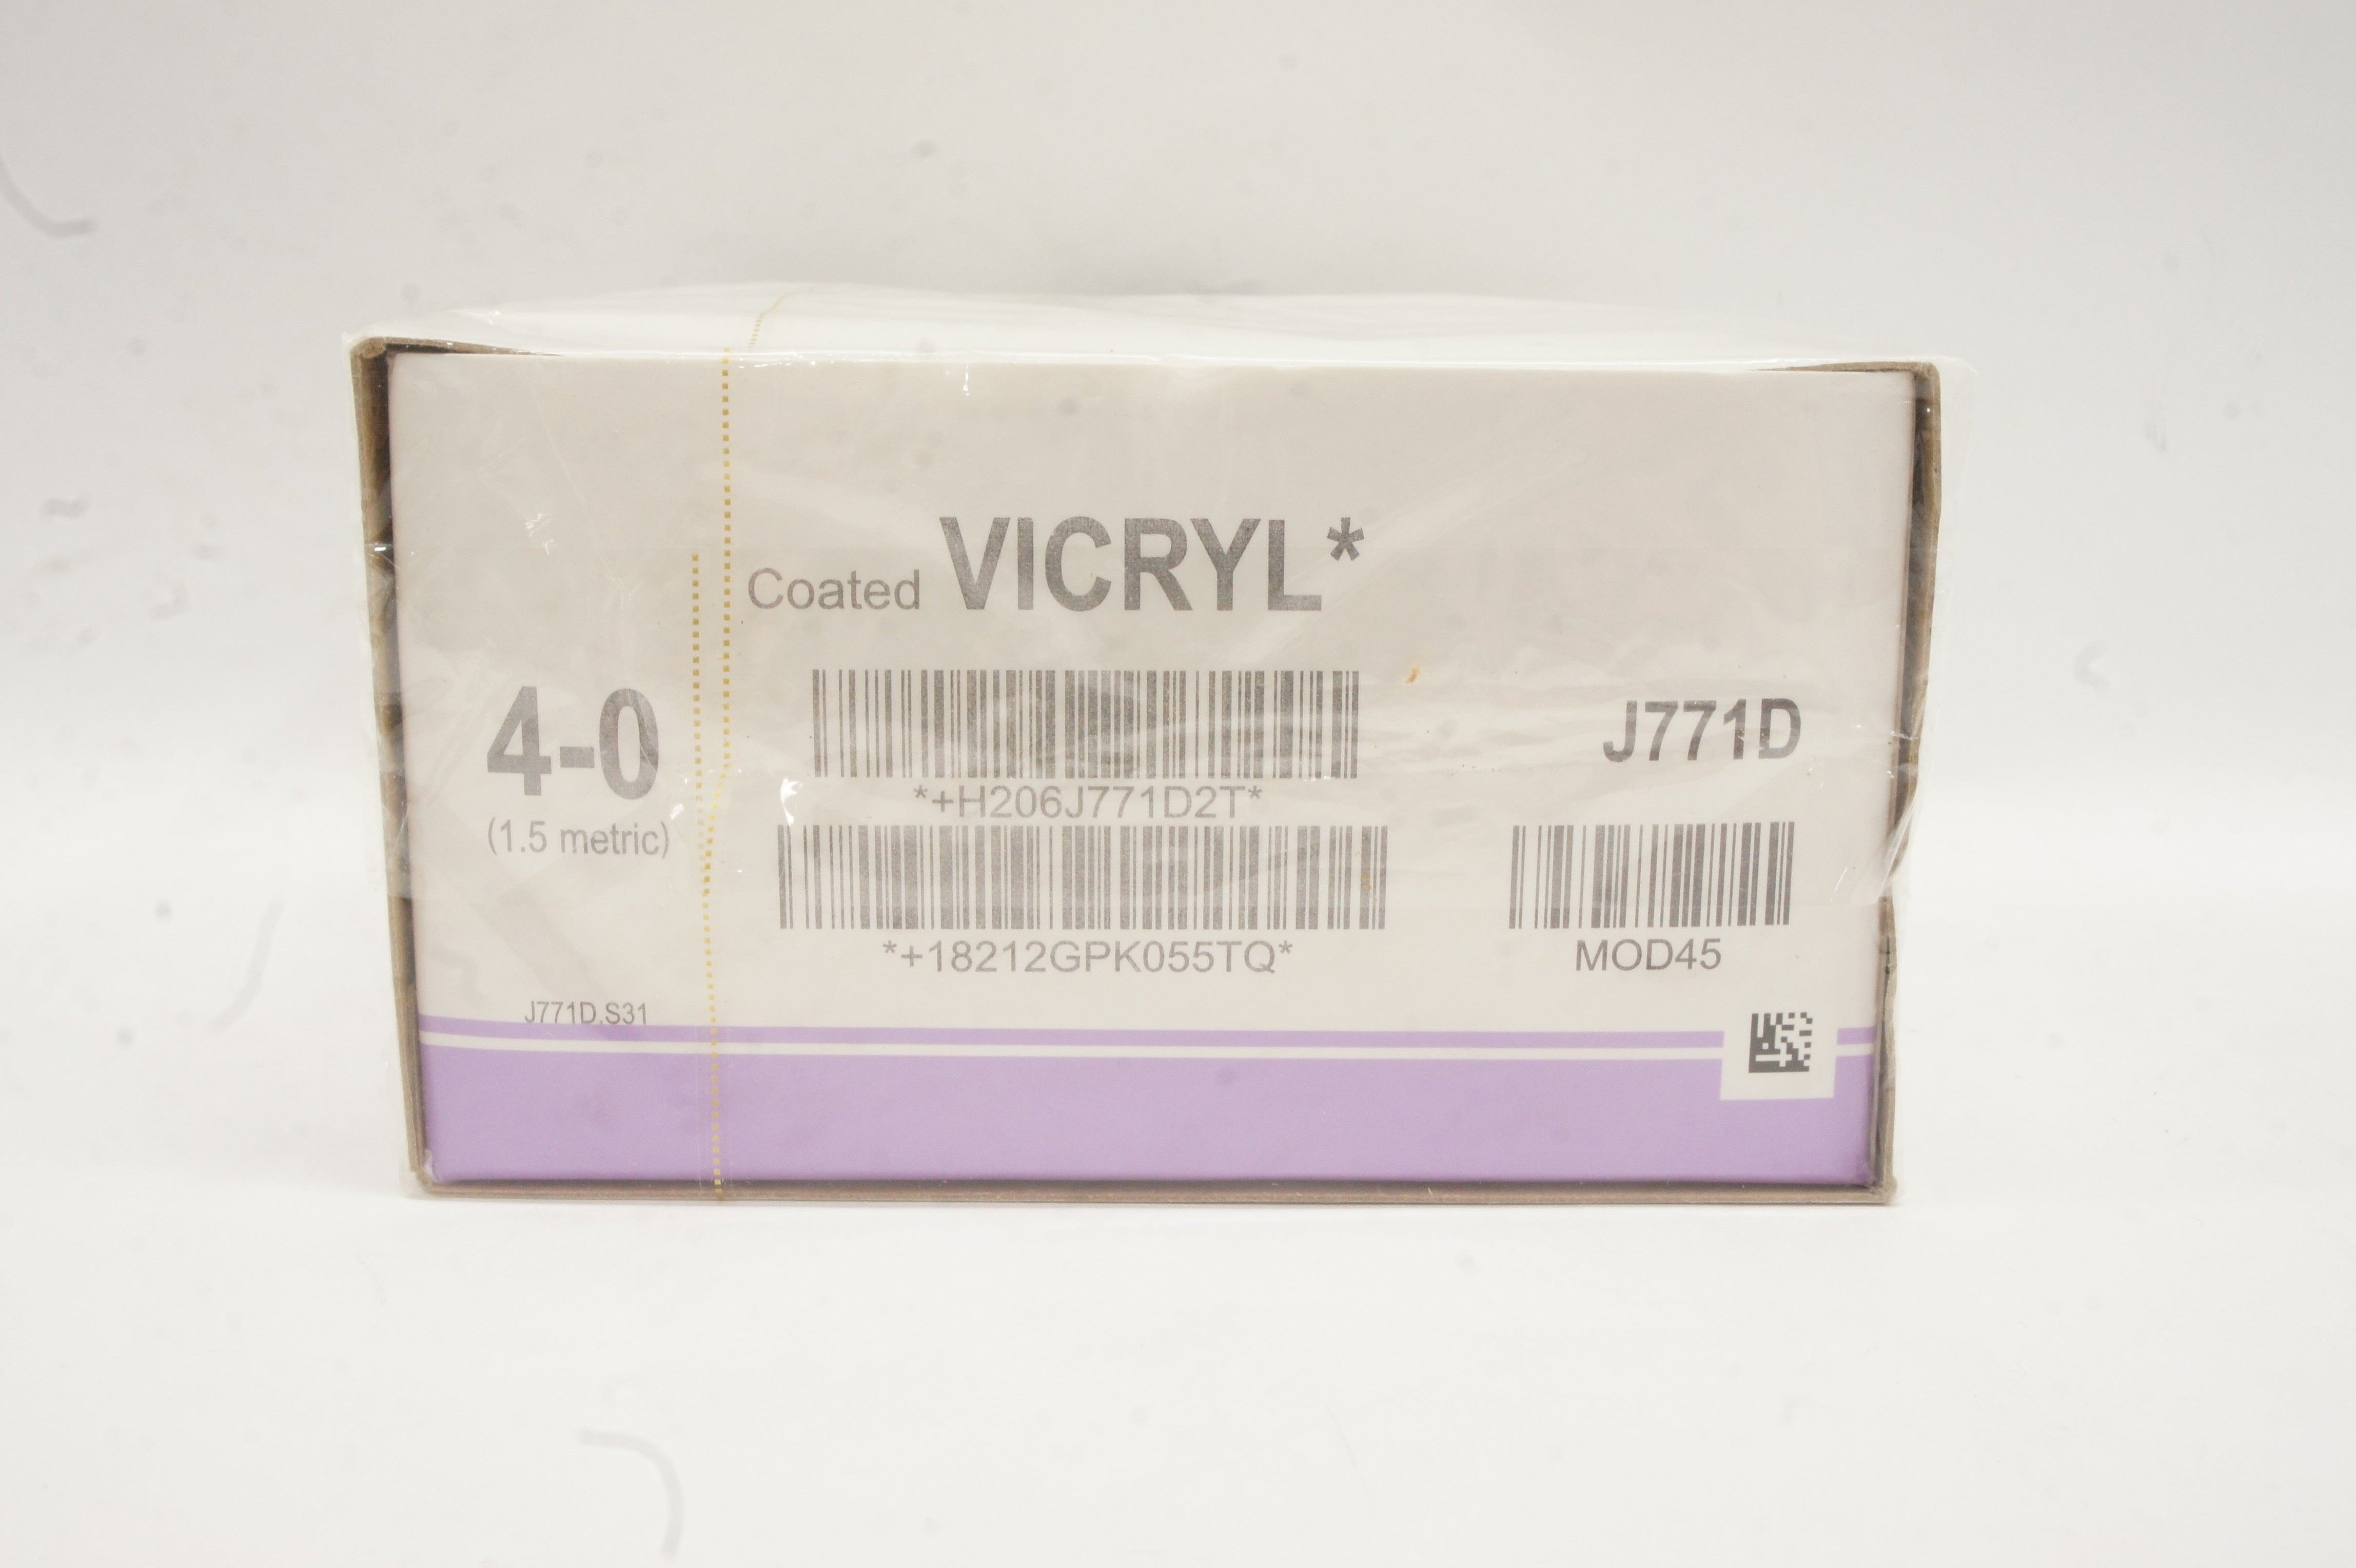 Coated VICRYL*
4-0
(1.5 metric)
*+H206J771D2T*
J771D
*+18212GPK055TQ*
MOD45
J771D.S31